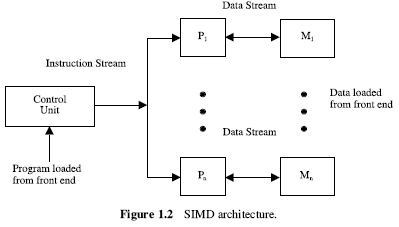 Data Stream
P1
M1
Instruction Stream
Control
Unit
Data loaded
from front end
Data Stream
Program loaded
from front end
Pn
Mn
Figure 1.2 SIMD architecture.